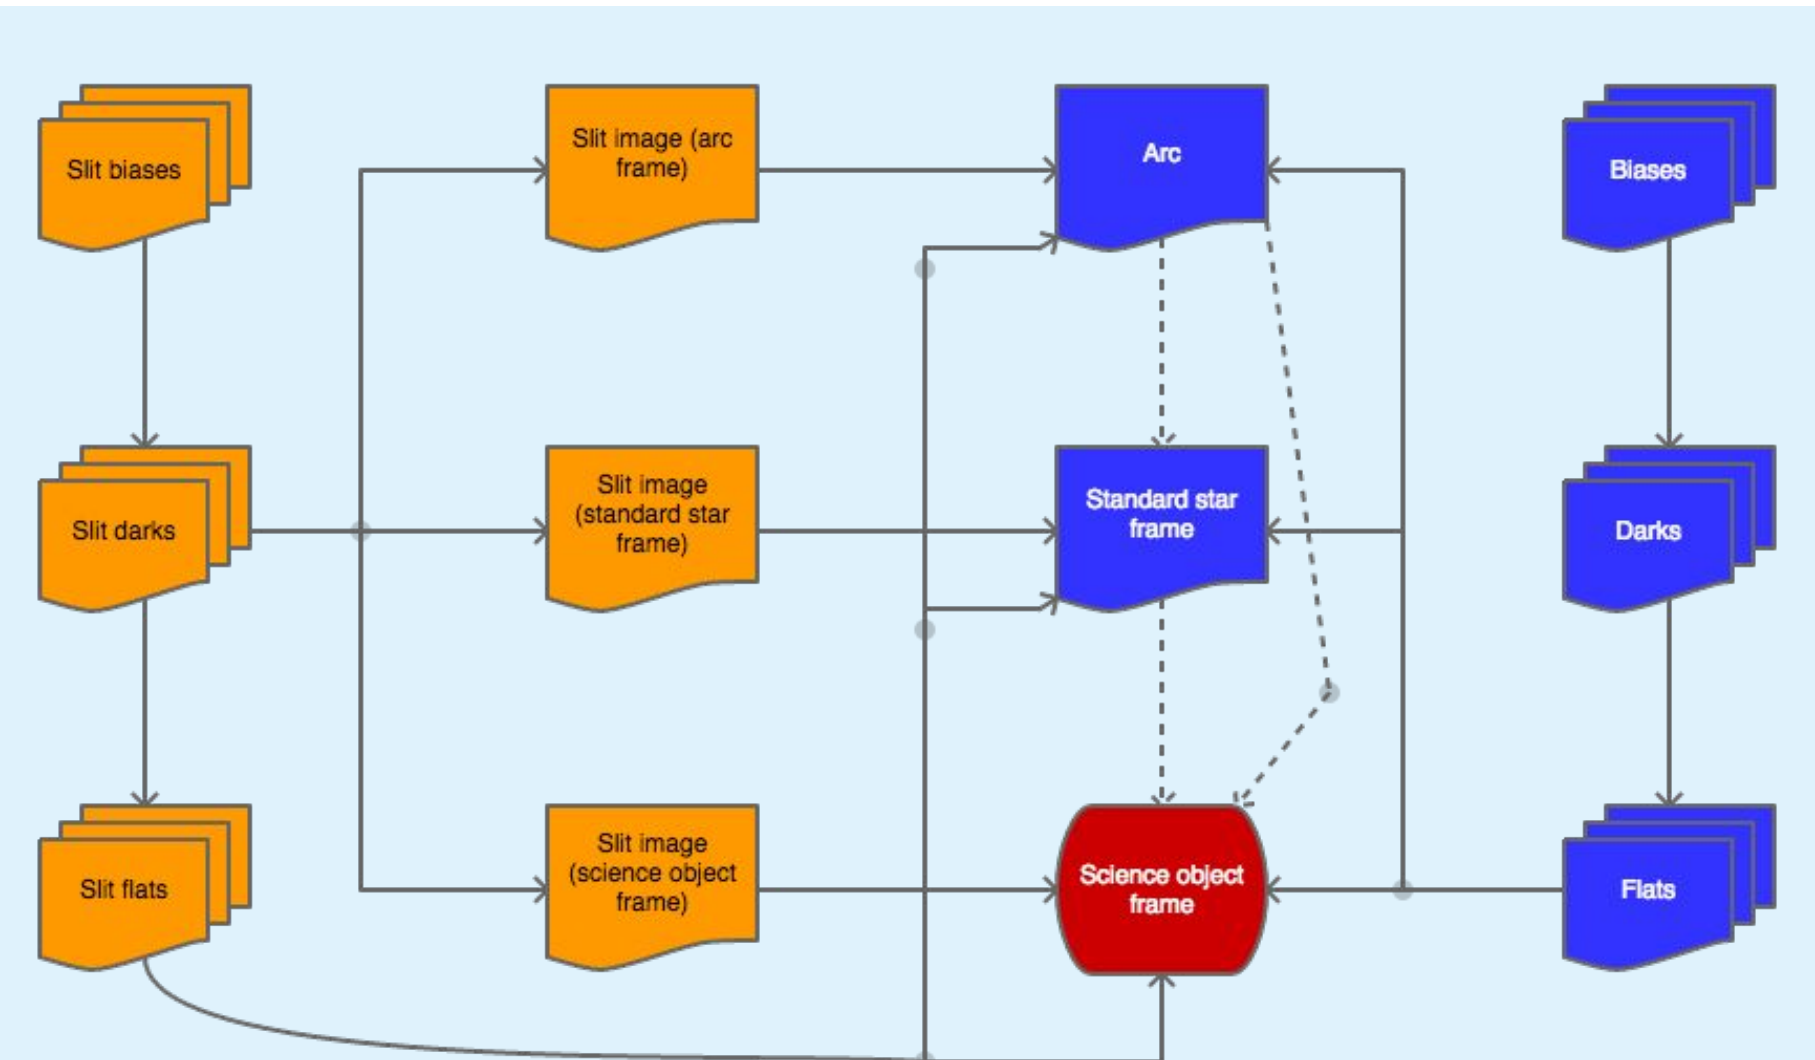 Slit biases
Slit image (arc
frame)
Arc
Biases
Slit darks
Slit image
(standard star
frame)
Standard star
frame
Darks
Slit flats
Slit image
(science object
frame)
Science object
frame
Flats